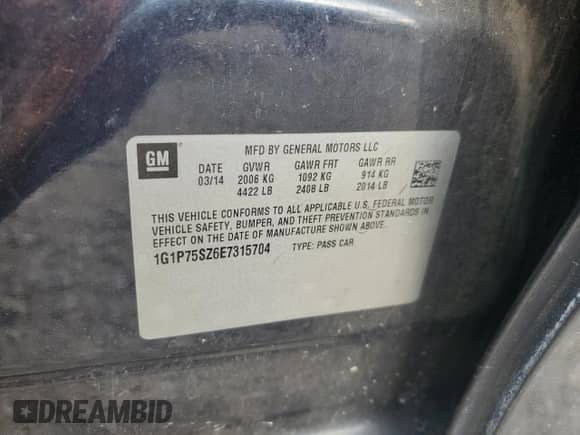 GM
MFD BY GENERAL MOTORS LLC
DATE GVWR GAWR FRT GAWR RR
03/14 2006 KG 1092 KG 914 KG
4422 LB 2408 LB 2014 LB
THIS VEHICLE CONFORMS TO ALL APPLICABLE U.S. FEDERAL MOTOR
VEHICLE SAFETY, BUMPER, AND THEFT PREVENTION STANDARDS IN
EFFECT ON THE DATE OF MANUFACTURE SHOWN ABOVE.
1G1P75SZ6E7315704 TYPE: PASS CAR
DREAMBID